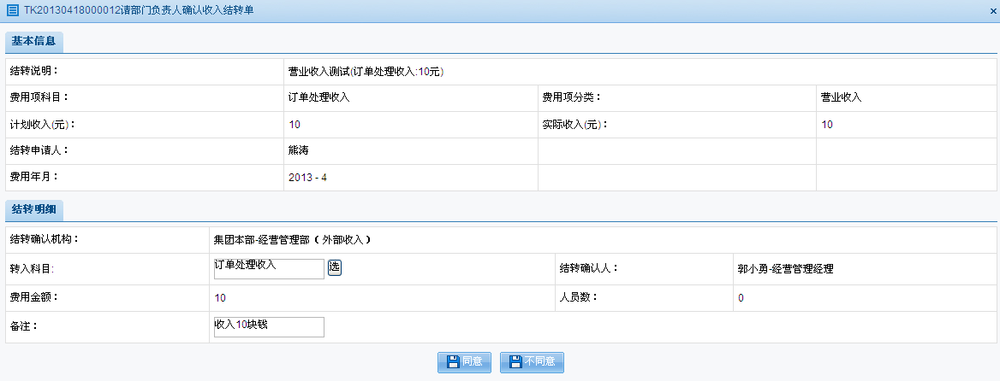 TK20130418000012请部门负责人确认收入结转单
基本信息
结转说明： 营业收入测试(订单处理收入:10元)
费用项科目： 订单处理收入 费用项分类： 营业收入
计划收入(元)： 10 实际收入(元)： 10
结转申请人： 熊涛
费用年月： 2013 - 4
结转明细
结转确认机构： 集团本部-经营管理部（外部收入）
转入科目: 订单处理收入 选 结转确认人： 郭小勇-经营管理经理
费用金额： 10 人员数： 0
备注： 收入10块钱
同意 不同意